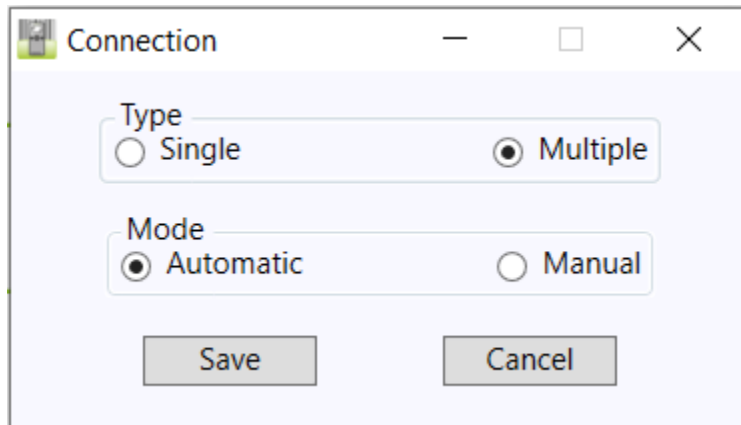 Connection
Type
Single Multiple
Mode
Automatic Manual
Save Cancel